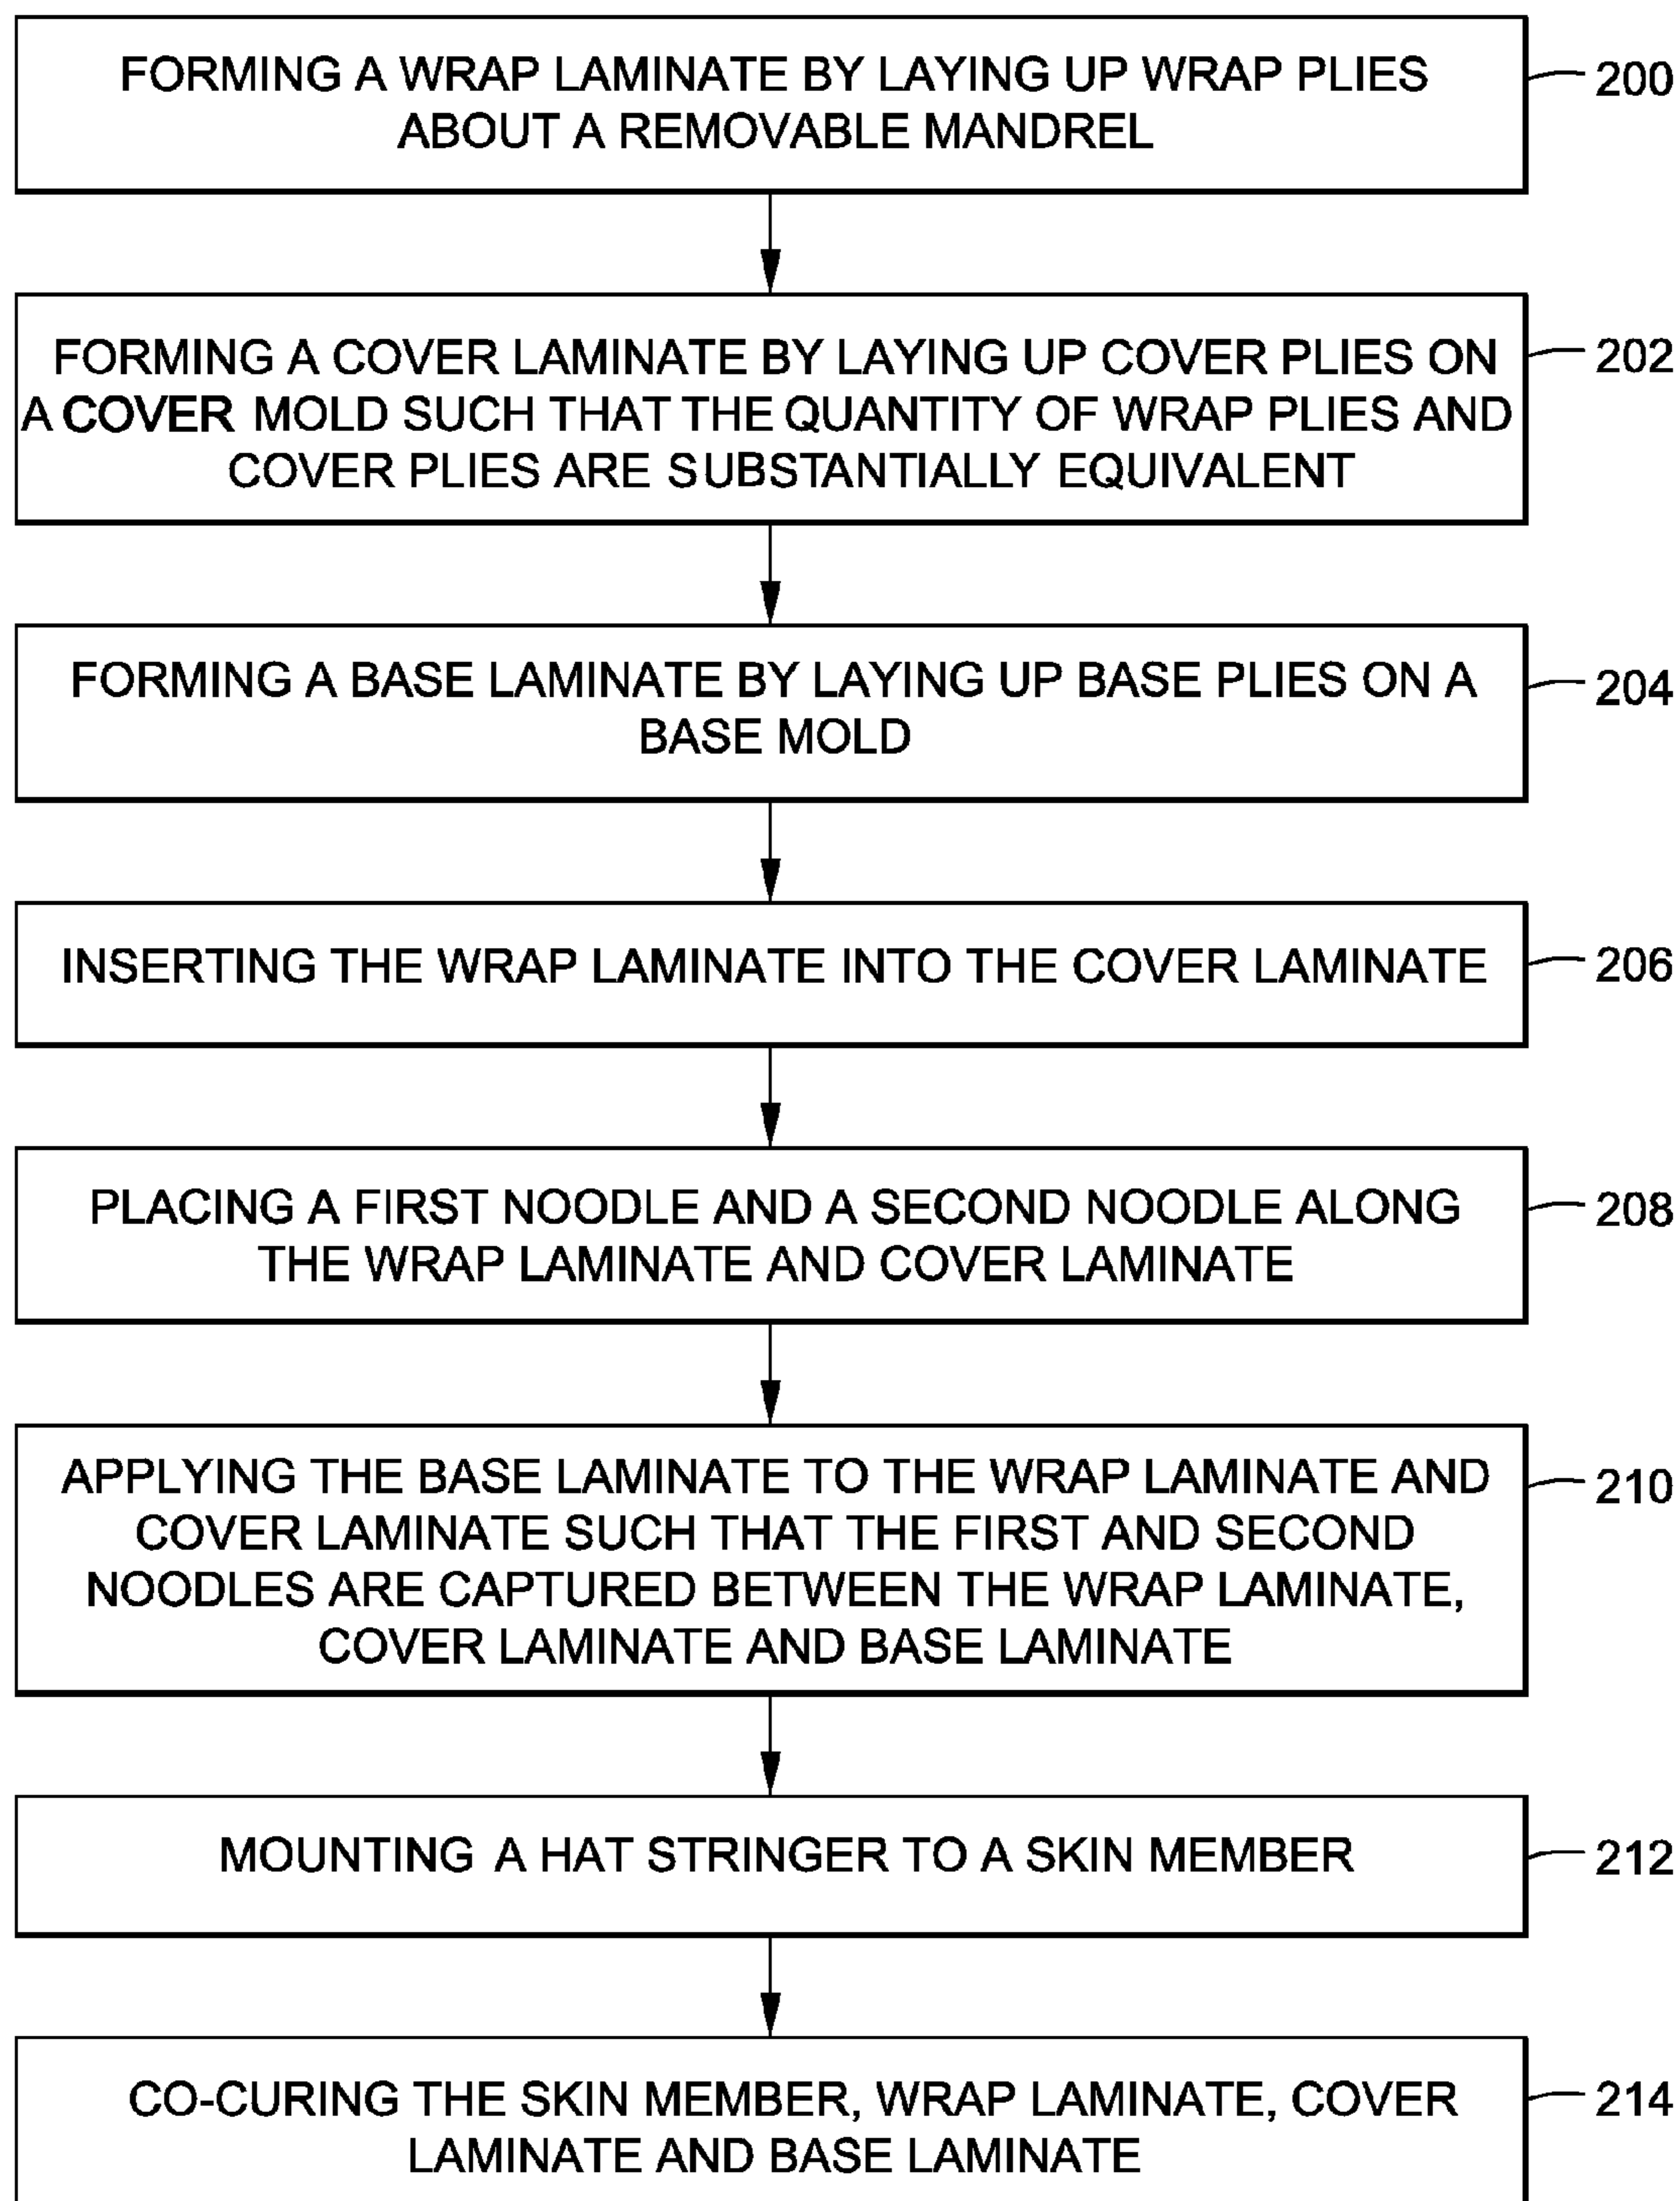 FORMING A WRAP LAMINATE BY LAYING UP WRAP PLIES
ABOUT A REMOVABLE MANDREL
200
FORMING A COVER LAMINATE BY LAYING UP COVER PLIES ON
A COVER MOLD SUCH THAT THE QUANTITY OF WRAP PLIES AND
COVER PLIES ARE SUBSTANTIALLY EQUIVALENT
202
FORMING A BASE LAMINATE BY LAYING UP BASE PLIES ON A
BASE MOLD
204
INSERTING THE WRAP LAMINATE INTO THE COVER LAMINATE
206
PLACING A FIRST NOODLE AND A SECOND NOODLE ALONG
THE WRAP LAMINATE AND COVER LAMINATE
208
APPLYING THE BASE LAMINATE TO THE WRAP LAMINATE AND
COVER LAMINATE SUCH THAT THE FIRST AND SECOND
NOODLES ARE CAPTURED BETWEEN THE WRAP LAMINATE,
COVER LAMINATE AND BASE LAMINATE
210
MOUNTING A HAT STRINGER TO A SKIN MEMBER
212
CO-CURING THE SKIN MEMBER, WRAP LAMINATE, COVER
LAMINATE AND BASE LAMINATE
214